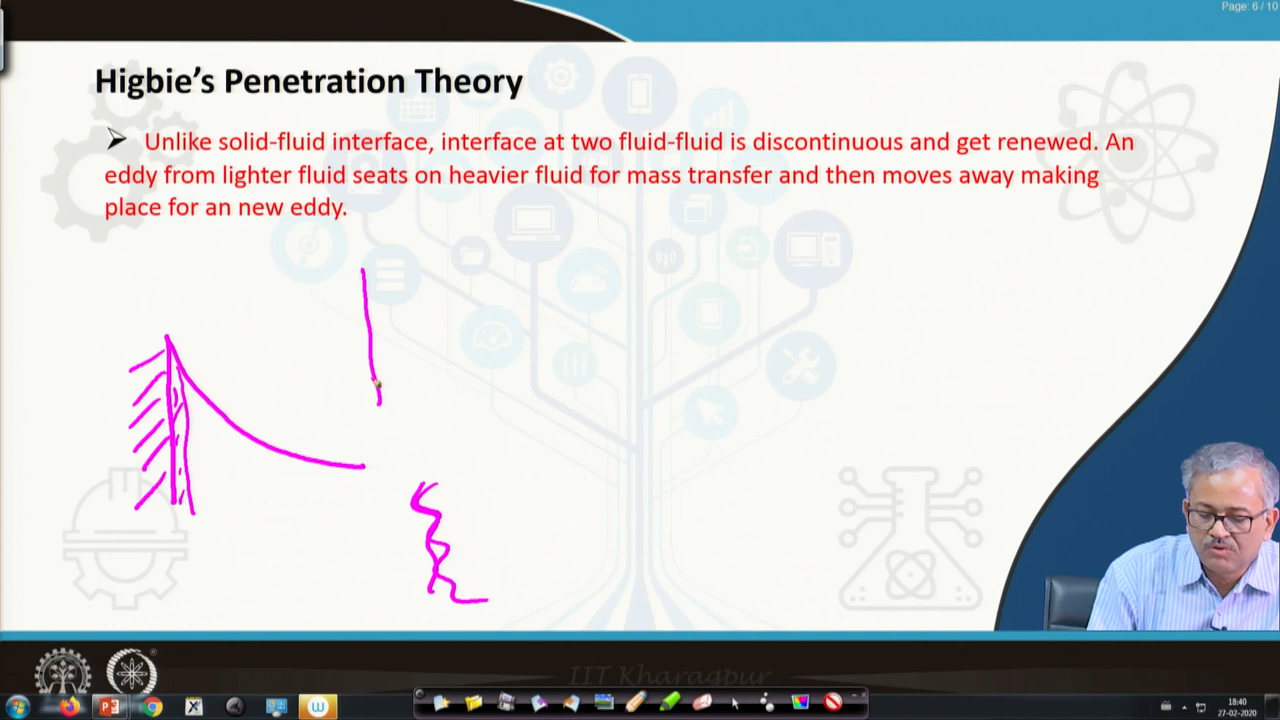 Page: 6 / 10
Higbie's Penetration Theory
Unlike solid-fluid interface, interface at two fluid-fluid is discontinuous and get renewed. An
eddy from lighter fluid seats on heavier fluid for mass transfer and then moves away making
place for an new eddy.
IIT Kharagpur
18:40
27-02-2020